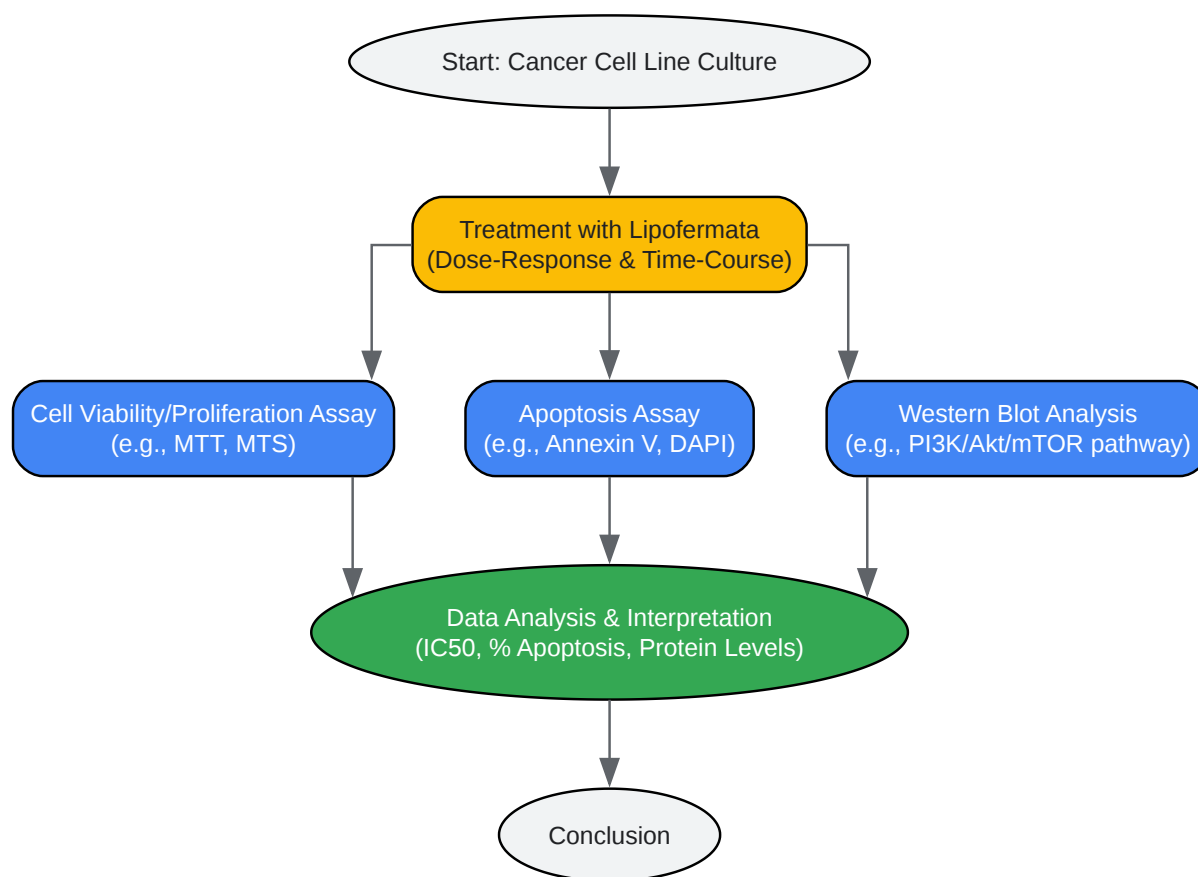 Start: Cancer Cell Line Culture
Treatment with Lipofermata
(Dose-Response & Time-Course)
Cell Viability/Proliferation Assay
(e.g., MTT, MTS)
Apoptosis Assay
(e.g., Annexin V, DAPI)
Western Blot Analysis
(e.g., PI3K/Akt/mTOR pathway)
Data Analysis & Interpretation
(IC50, % Apoptosis, Protein Levels)
Conclusion